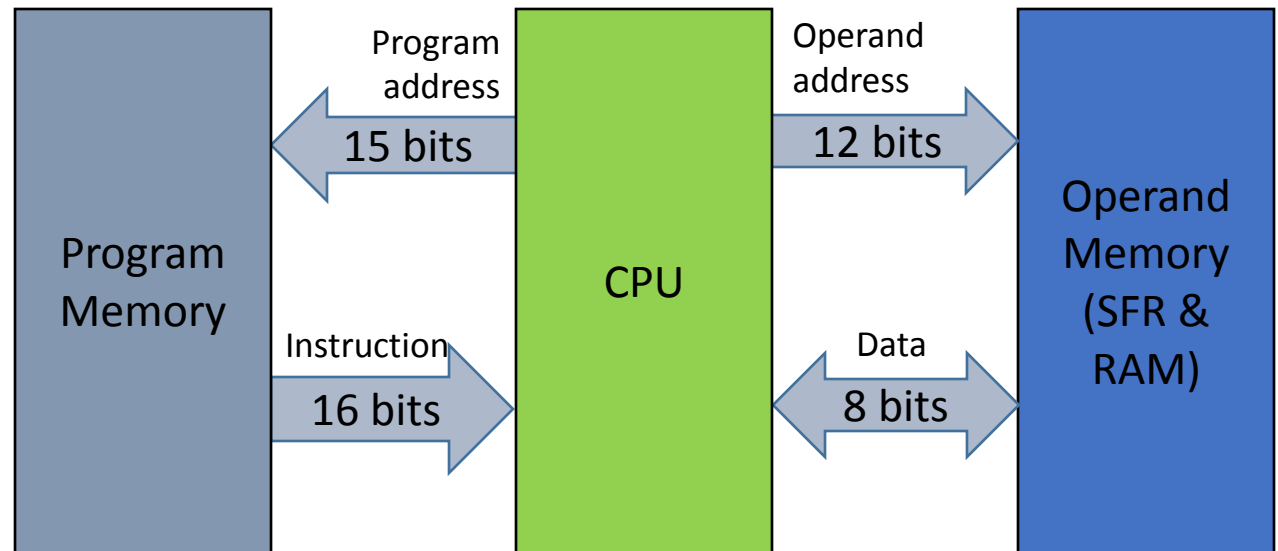 Program
Memory
Program
address
15 bits
Instruction
16 bits
CPU
Operand
address
12 bits
Data
8 bits
Operand
Memory
(SFR &
RAM)